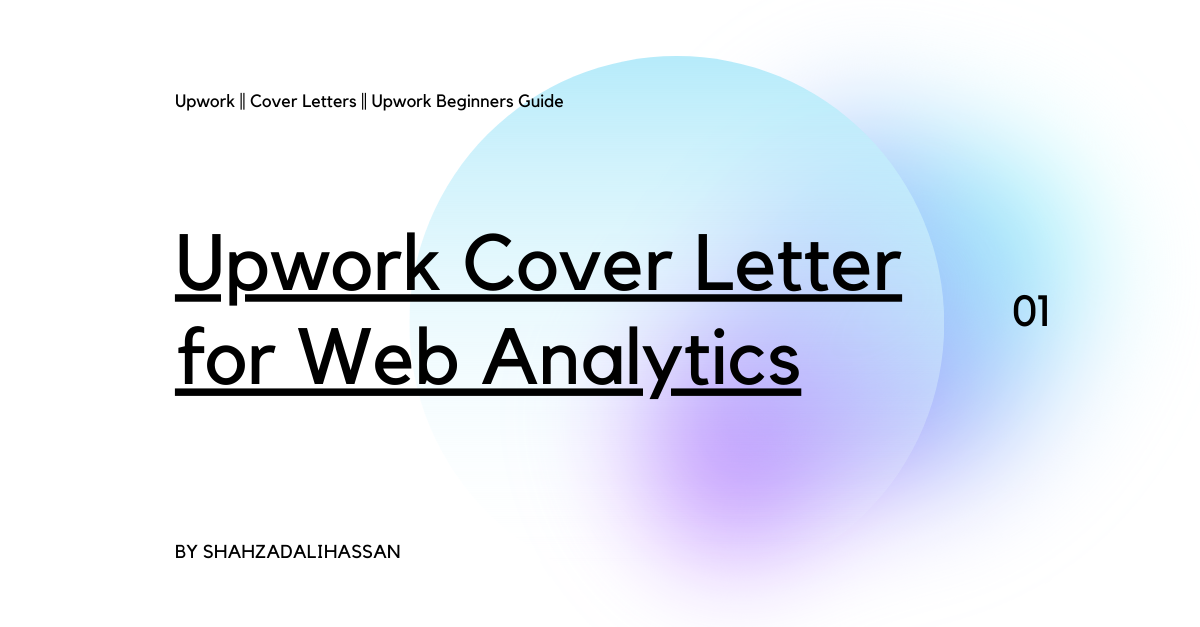 Upwork || Cover Letters || Upwork Beginners Guide
Upwork Cover Letter
for Web Analytics
01
BY SHAHZADALIHASSAN